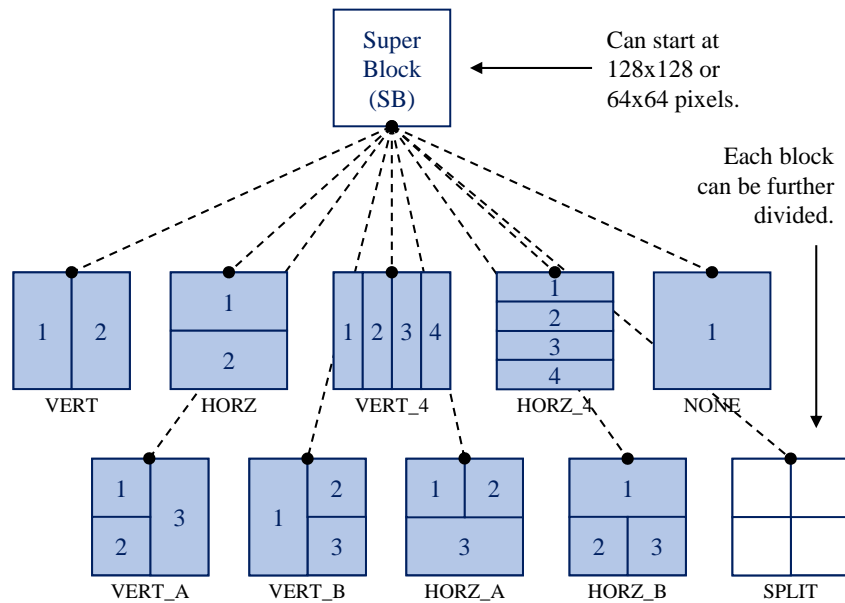 Super
Block
(SB)
Can start at
128x128 or
64x64 pixels.
Each block
can be further
divided.
1 2
VERT
1
2
HORZ
1 2 3 4
VERT_4
1
2
3
4
HORZ_4
1
NONE
1
2
3
VERT_A
1
2
3
VERT_B
1 2
3
HORZ_A
1
2 3
HORZ_B
SPLIT